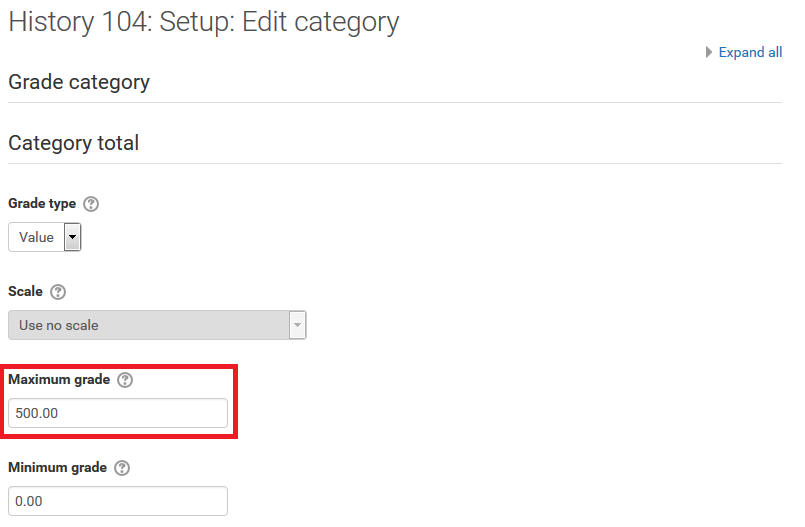 History 104: Setup: Edit category
Expand all
Grade category
Category total
Grade type
Value
Scale
Use no scale
Maximum grade
500.00
Minimum grade
0.00